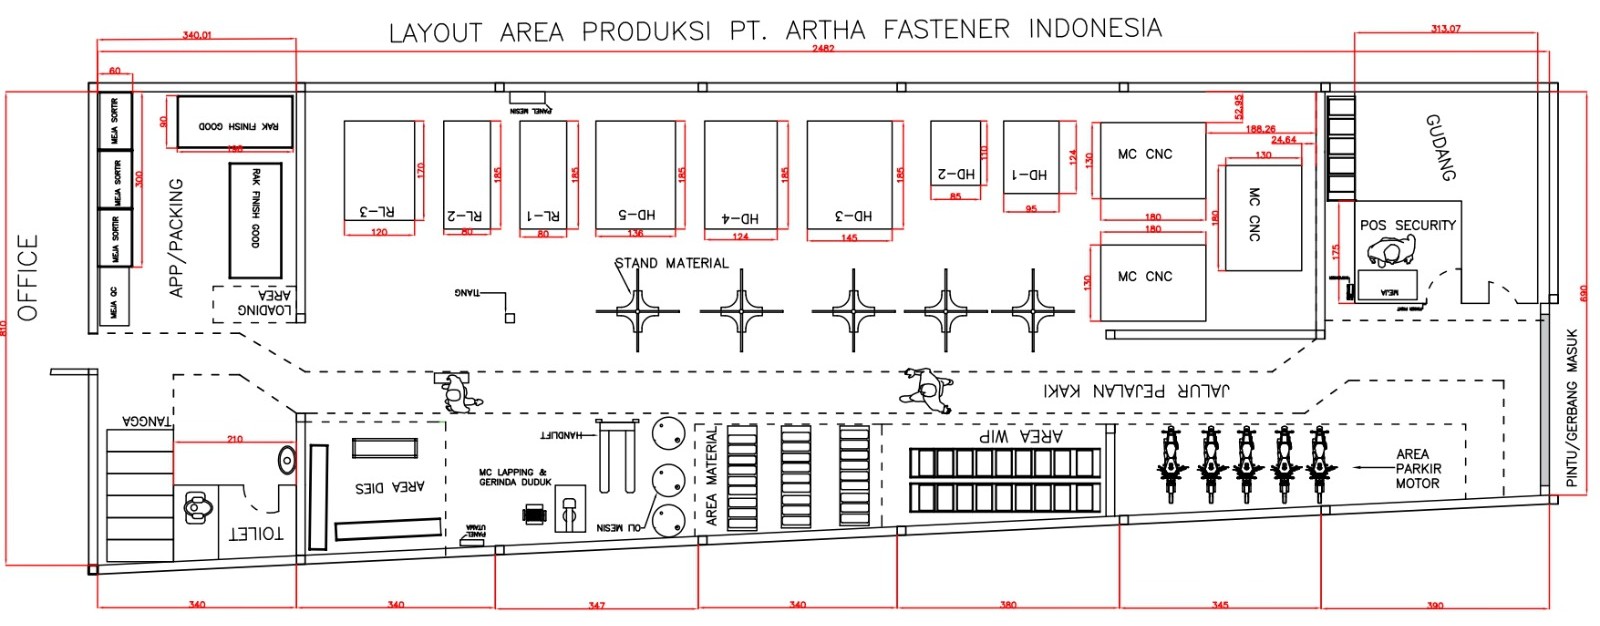 LAYOUT AREA PRODUKSI PT. ARTHA FASTENER INDONESIA
340.01
2482
313.07
60
MEJA SORTIR
MEJA SORTIR
MEJA SORTIR
MEJA QC
300
90
RAK FINISH GOOD
RAK FINISH GOOD
APP/PACKING
LOADING
AREA
OFFICE
810
PANEL MESIN
RL-3
170
120
RL-2
185
80
RL-1
185
80
HD-5
185
136
HD-4
185
124
HD-3
185
145
HD-2
110
85
HD-1
124
95
MC CNC
130
180
MC CNC
130
180
MC CNC
130
180
52.95
188.26
24.64
GUDANG
POS SECURITY
175
MEJA
690
PINTU/GERBANG MASUK
STAND MATERIAL
TIANG
JALUR PEJALAN KAKI
TANGGA
210
TOILET
AREA DIES
PANEL
UTAMA
MC LAPPING &
GERINDA DUDUK
HANDLIFT
OLI MESIN
AREA MATERIAL
AREA WIP
AREA
PARKIR
MOTOR
340
340
347
340
380
345
390